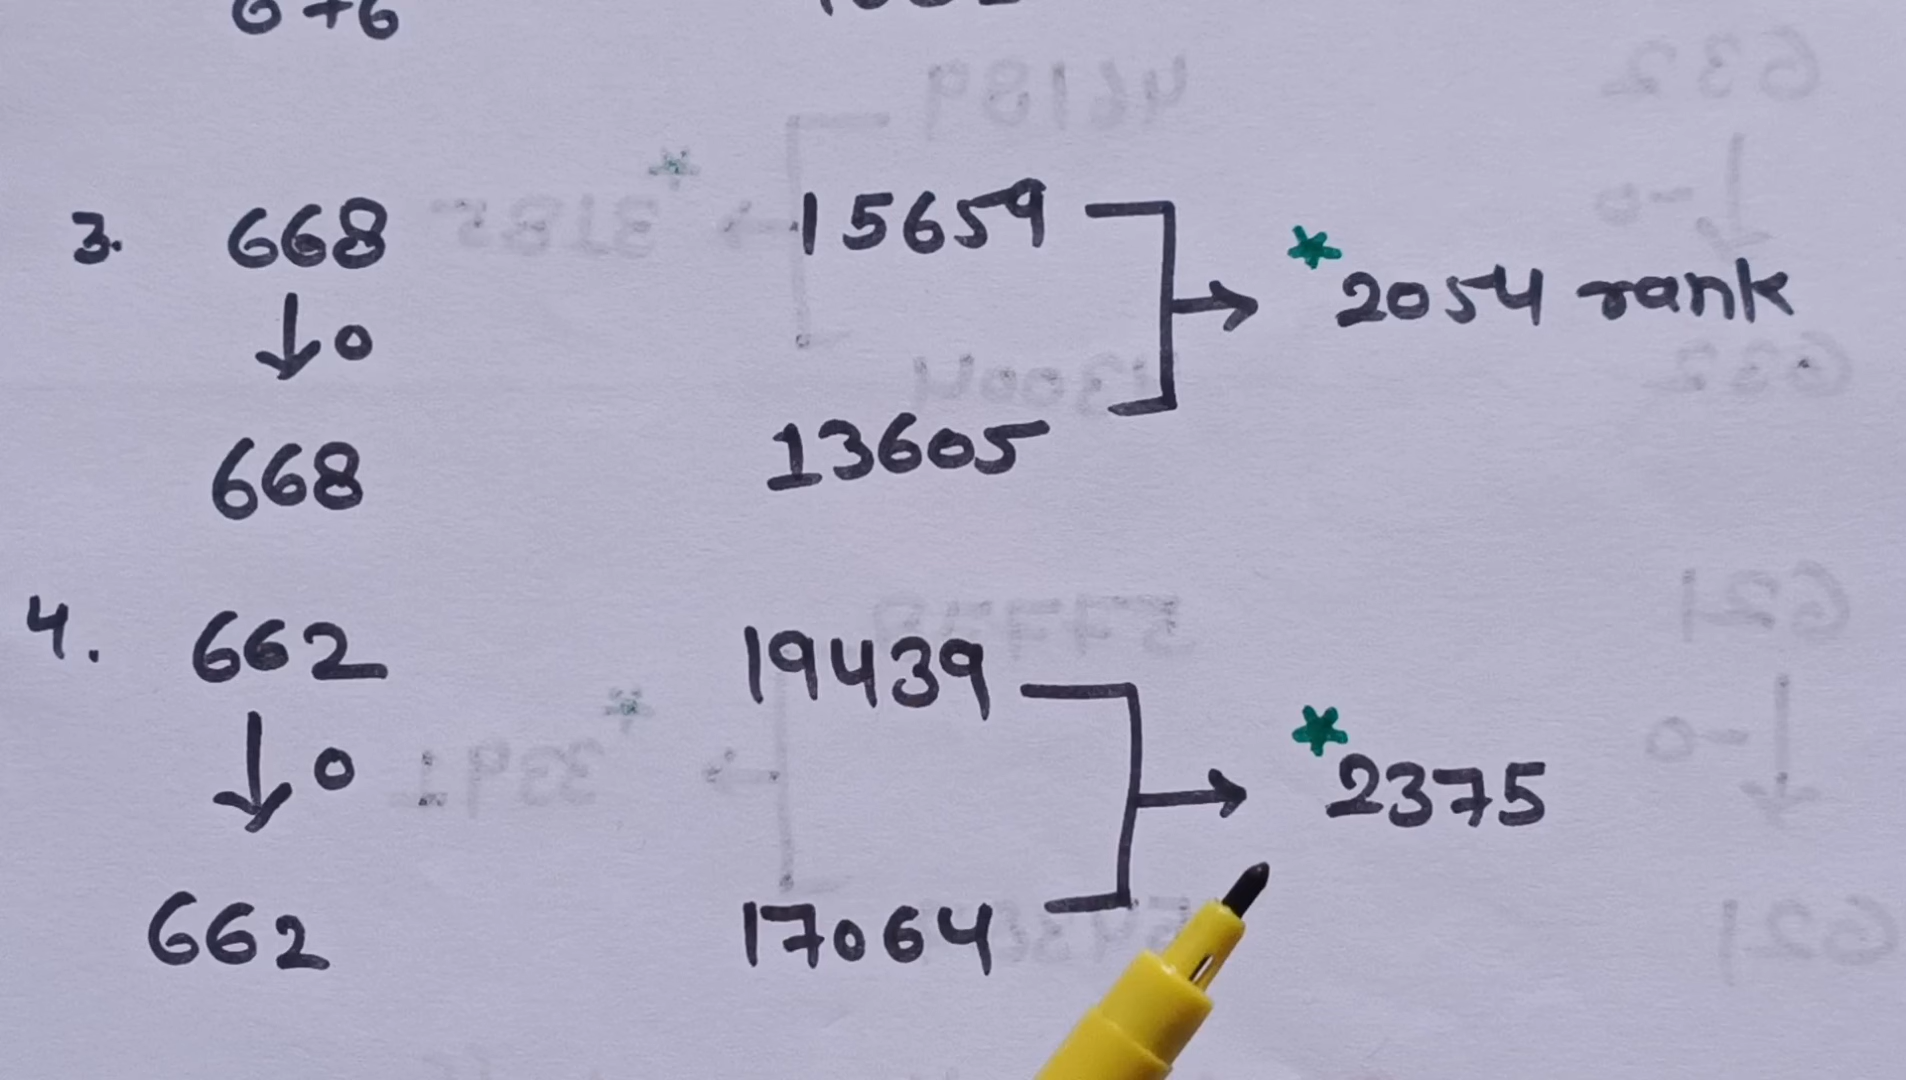 3. 668 15659
↓0 *2054 rank
668 13605
4. 662 19439
↓0 *2375
662 17064